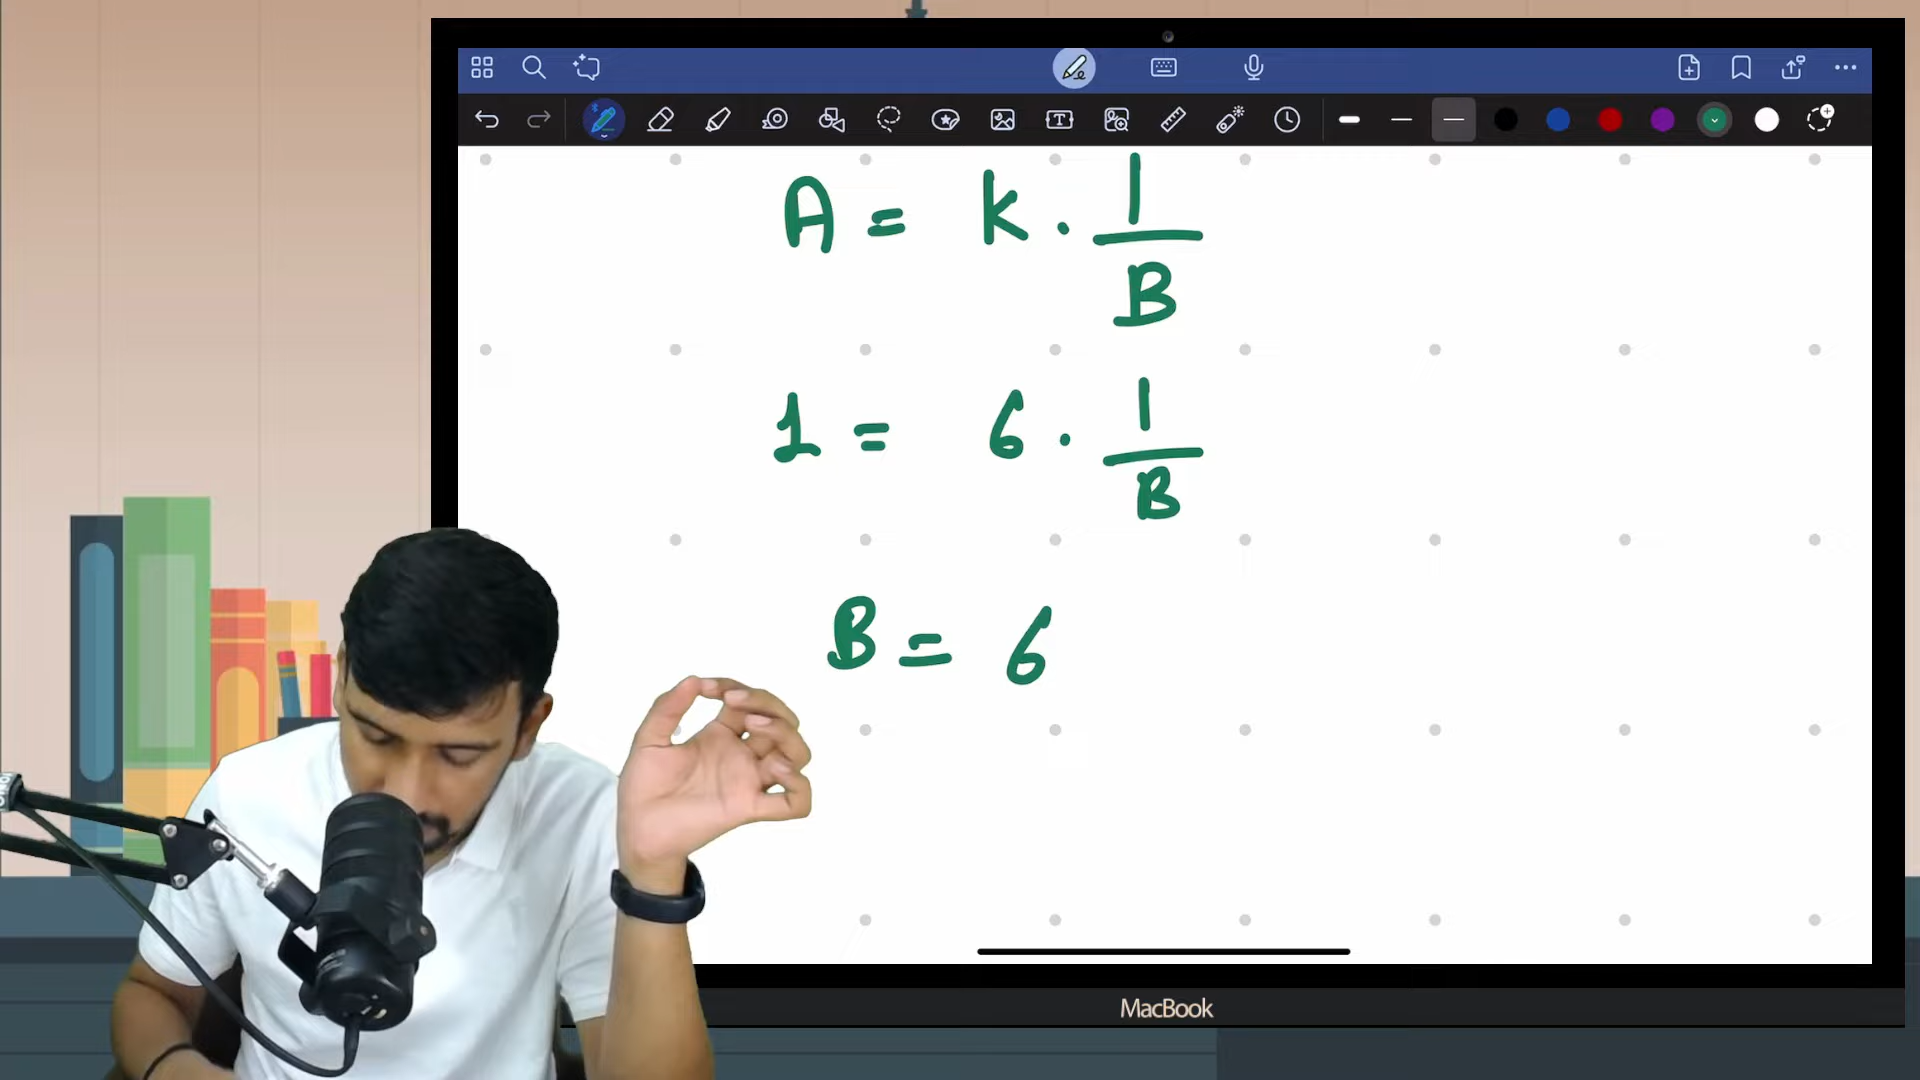 A = K · 1/B
1 = 6 · 1/B
B = 6
MacBook